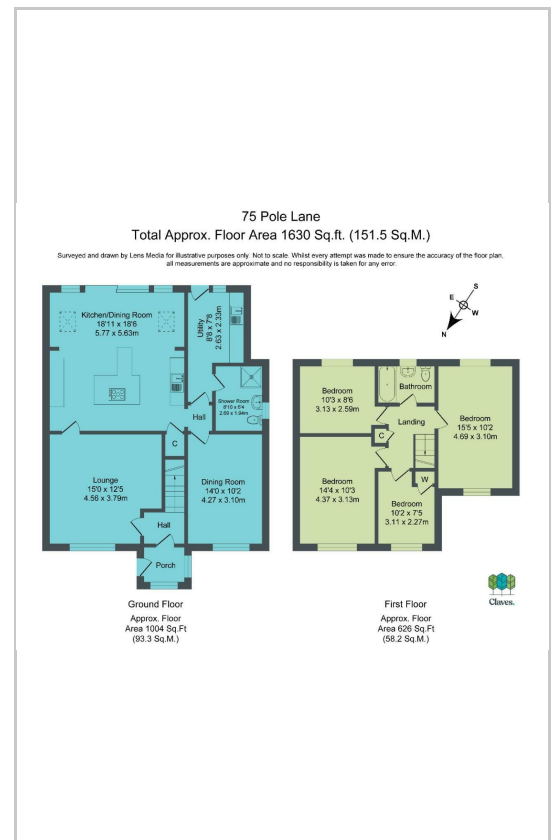 75 Pole Lane
Total Approx. Floor Area 1630 Sq.ft. (151.5 Sq.M.)
Surveyed and drawn by Lens Media for illustrative purposes only. Not to scale. Whilst every attempt was made to ensure the accuracy of the floor plan,
all measurements are approximate and no responsibility is taken for any error.
Kitchen/Dining Room
18'11 x 18'6
5.77 x 5.63m
Utility
8'8 x 7'8
2.63 x 2.33m
Shower Room
8'10 x 6'4
2.69 x 1.94m
Hall
C
Lounge
15'0 x 12'5
4.56 x 3.79m
Dining Room
14'0 x 10'2
4.27 x 3.10m
Hall
Porch
Ground Floor
Approx. Floor
Area 1004 Sq.Ft
(93.3 Sq.M.)
S
E
W
N
Bedroom
10'3 x 8'6
3.13 x 2.59m
Bathroom
Landing
C
Bedroom
15'5 x 10'2
4.69 x 3.10m
Bedroom
14'4 x 10'3
4.37 x 3.13m
W
Bedroom
10'2 x 7'5
3.11 x 2.27m
First Floor
Approx. Floor
Area 626 Sq.Ft
(58.2 Sq.M.)
Claves.